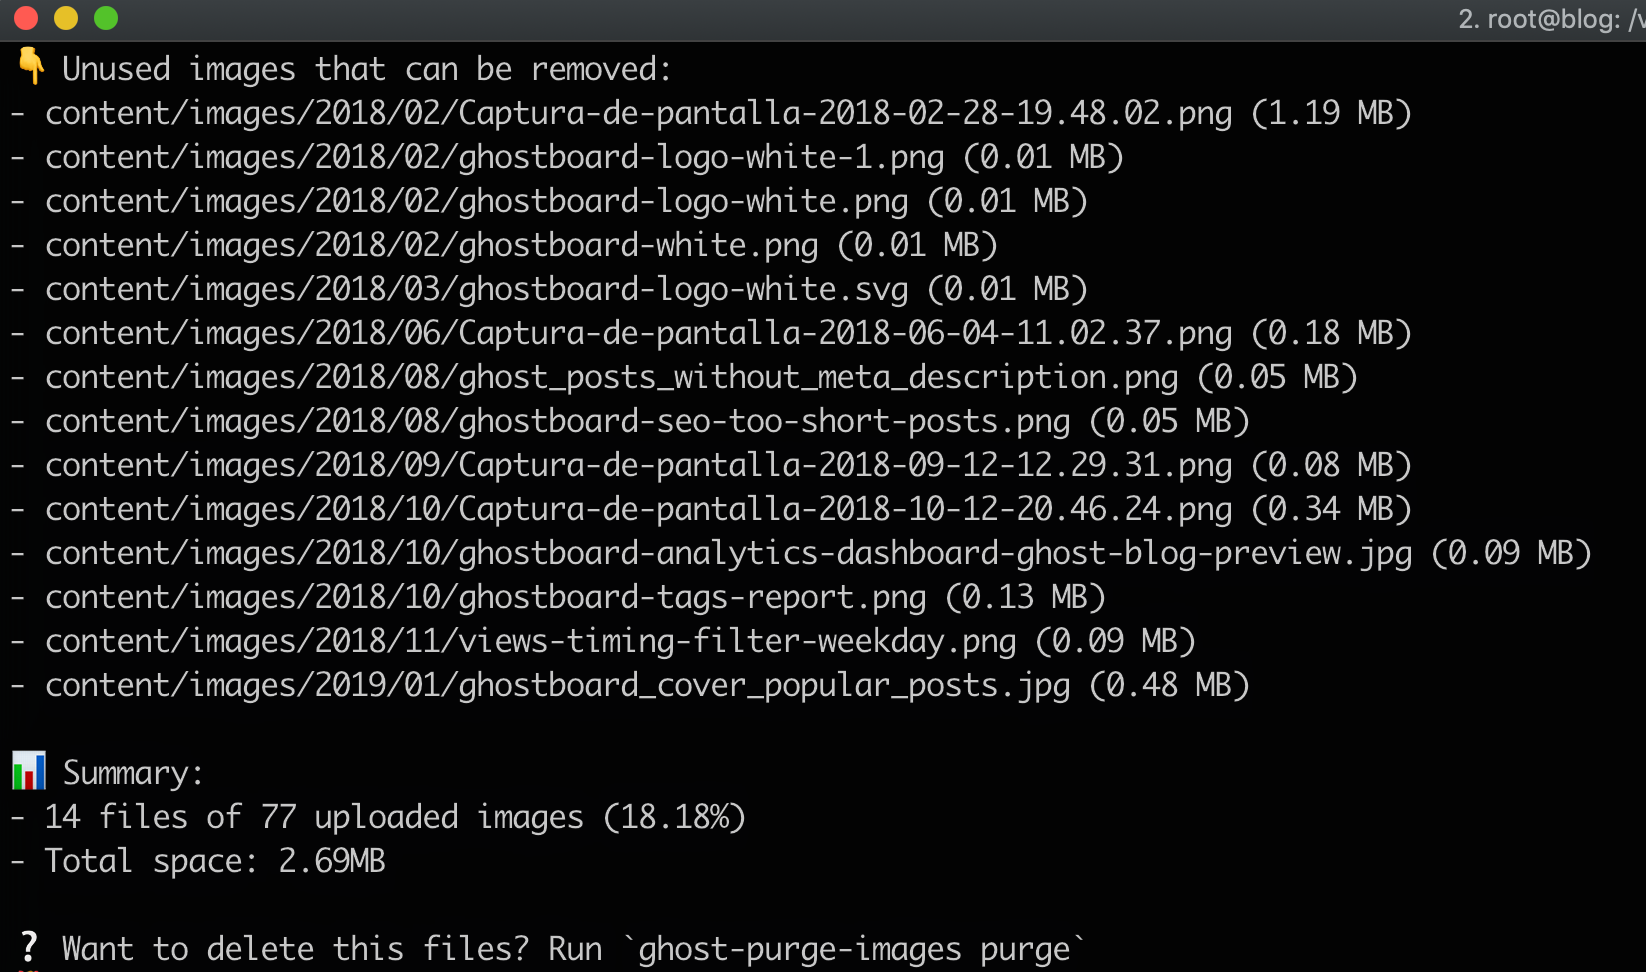 2. root@blog: /v
Unused images that can be removed:
- content/images/2018/02/Captura-de-pantalla-2018-02-28-19.48.02.png (1.19 MB)
- content/images/2018/02/ghostboard-logo-white-1.png (0.01 MB)
- content/images/2018/02/ghostboard-logo-white.png (0.01 MB)
- content/images/2018/02/ghostboard-white.png (0.01 MB)
- content/images/2018/03/ghostboard-logo-white.svg (0.01 MB)
- content/images/2018/06/Captura-de-pantalla-2018-06-04-11.02.37.png (0.18 MB)
- content/images/2018/08/ghost_posts_without_meta_description.png (0.05 MB)
- content/images/2018/08/ghostboard-seo-too-short-posts.png (0.05 MB)
- content/images/2018/09/Captura-de-pantalla-2018-09-12-12.29.31.png (0.08 MB)
- content/images/2018/10/Captura-de-pantalla-2018-10-12-20.46.24.png (0.34 MB)
- content/images/2018/10/ghostboard-analytics-dashboard-ghost-blog-preview.jpg (0.09 MB)
- content/images/2018/10/ghostboard-tags-report.png (0.13 MB)
- content/images/2018/11/views-timing-filter-weekday.png (0.09 MB)
- content/images/2019/01/ghostboard_cover_popular_posts.jpg (0.48 MB)
Summary:
- 14 files of 77 uploaded images (18.18%)
- Total space: 2.69MB
? Want to delete this files? Run `ghost-purge-images purge`